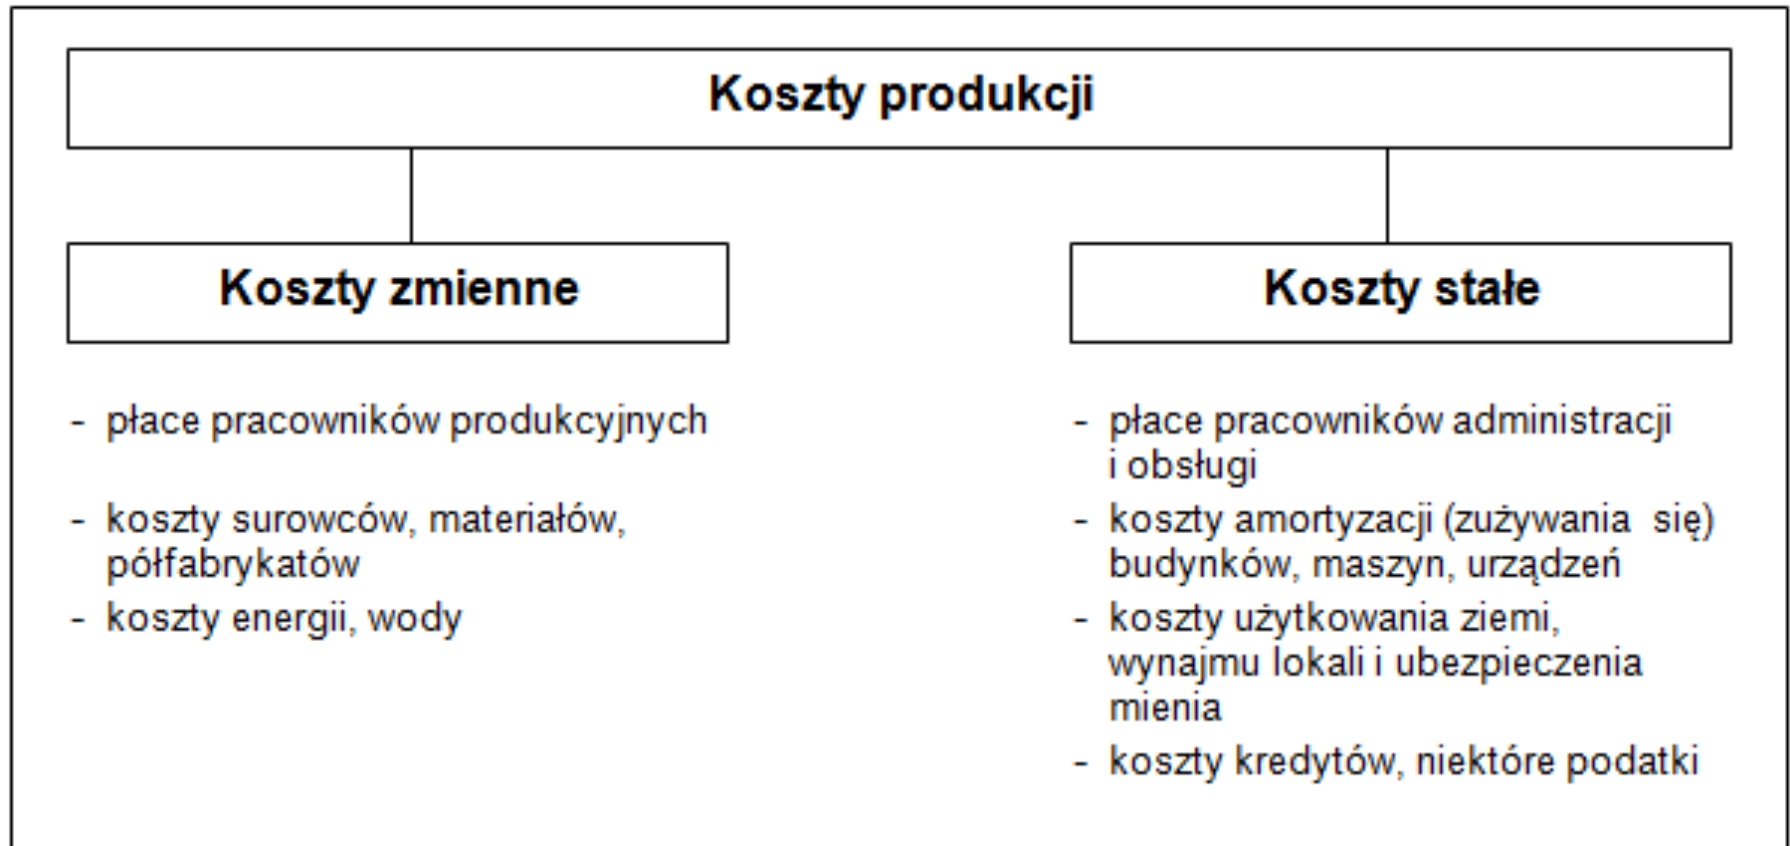 Koszty produkcji
Koszty zmienne
- płace pracowników produkcyjnych
- koszty surowców, materiałów,
półfabrykatów
- koszty energii, wody
Koszty stałe
- płace pracowników administracji
i obsługi
- koszty amortyzacji (zużywania się)
budynków, maszyn, urządzeń
- koszty użytkowania ziemi,
wynajmu lokali i ubezpieczenia
mienia
- koszty kredytów, niektóre podatki